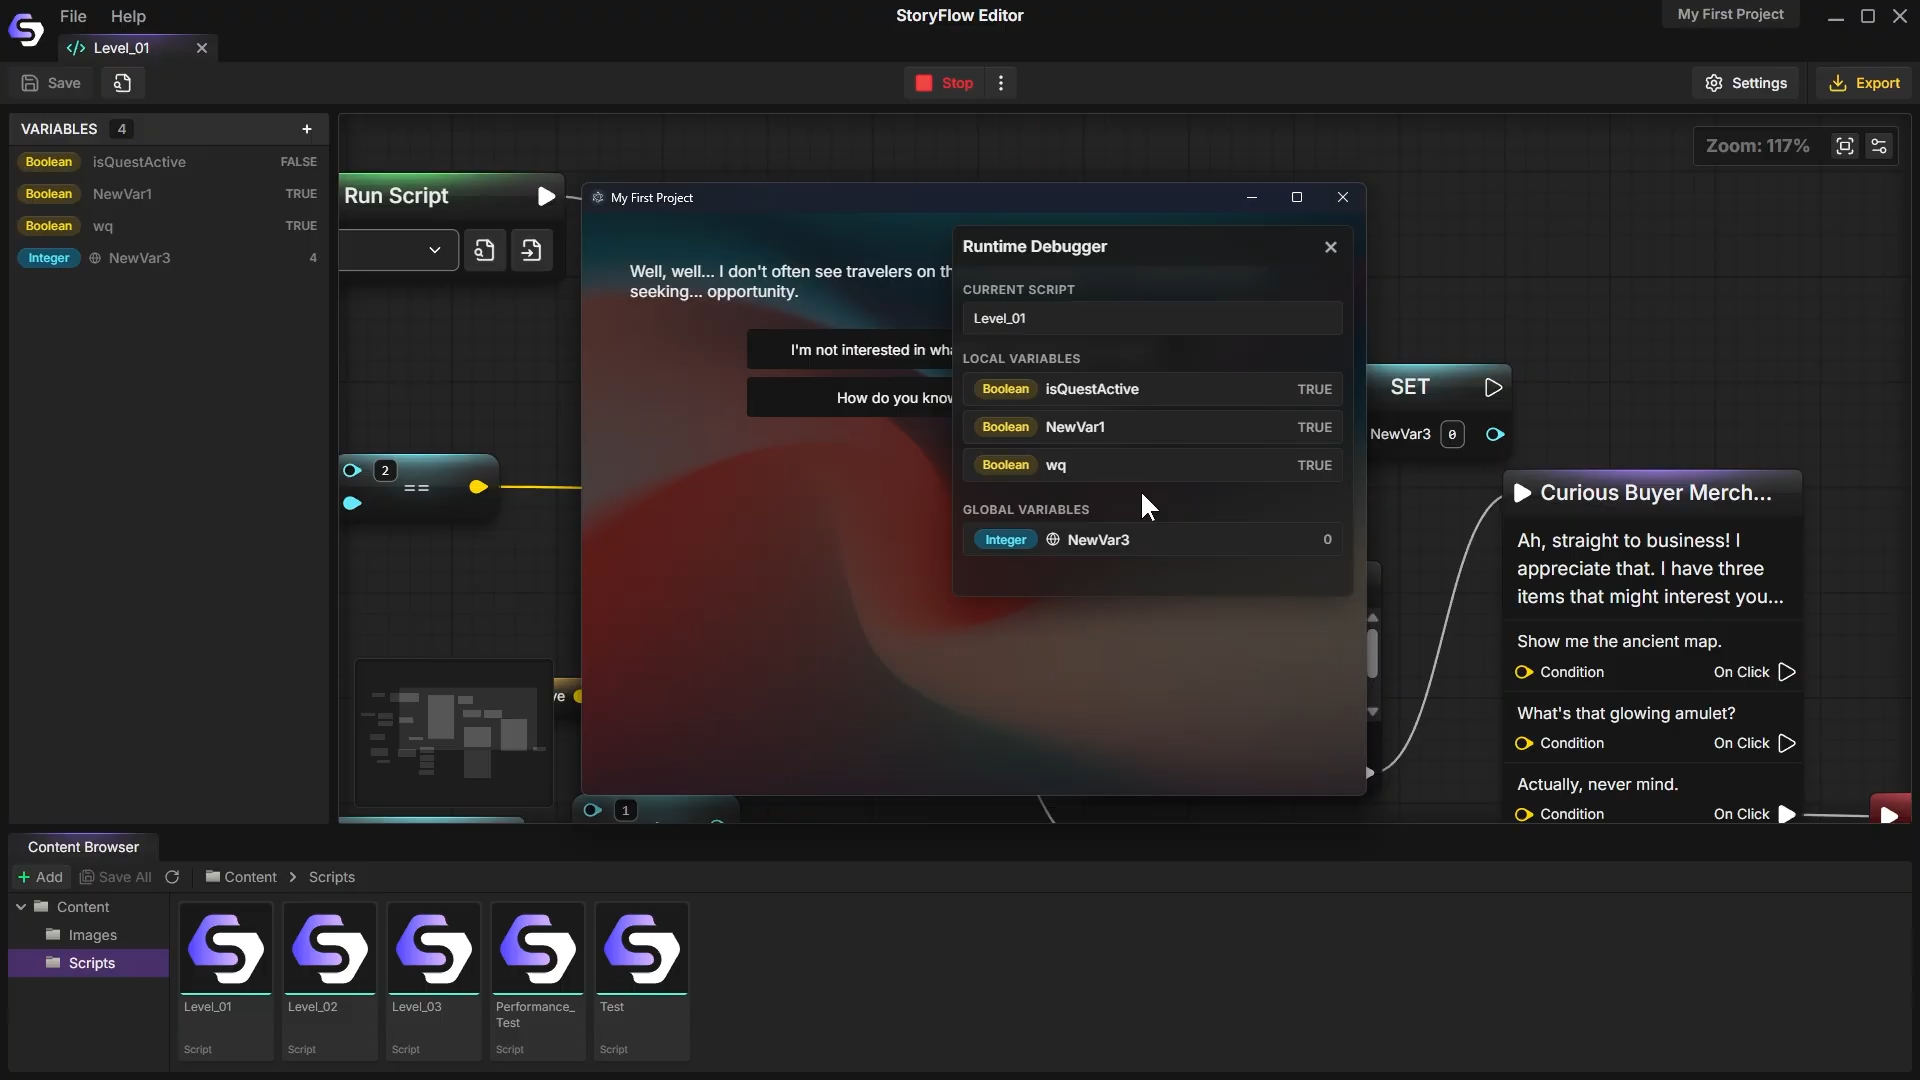 File
Help
StoryFlow Editor
My First Project
Level_01
Save
Stop
Settings
Export
VARIABLES 4
Boolean isQuestActive FALSE
Boolean NewVar1 TRUE
Boolean wq TRUE
Integer NewVar3 4
Zoom: 117%
Run Script
2
==
My First Project
Well, well... I don't often see travelers on th
seeking... opportunity.
I'm not interested in wha
How do you know
Runtime Debugger
CURRENT SCRIPT
Level_01
LOCAL VARIABLES
Boolean isQuestActive TRUE
Boolean NewVar1 TRUE
Boolean wq TRUE
GLOBAL VARIABLES
Integer NewVar3 0
SET
NewVar3 0
Curious Buyer Merch...
Ah, straight to business! I
appreciate that. I have three
items that might interest you...
Show me the ancient map.
Condition On Click
What's that glowing amulet?
Condition On Click
Actually, never mind.
Condition On Click
ve
1
Content Browser
Add
Save All
Content
Scripts
Content
Images
Scripts
Level_01
Script
Level_02
Script
Level_03
Script
Performance_
Test
Script
Test
Script